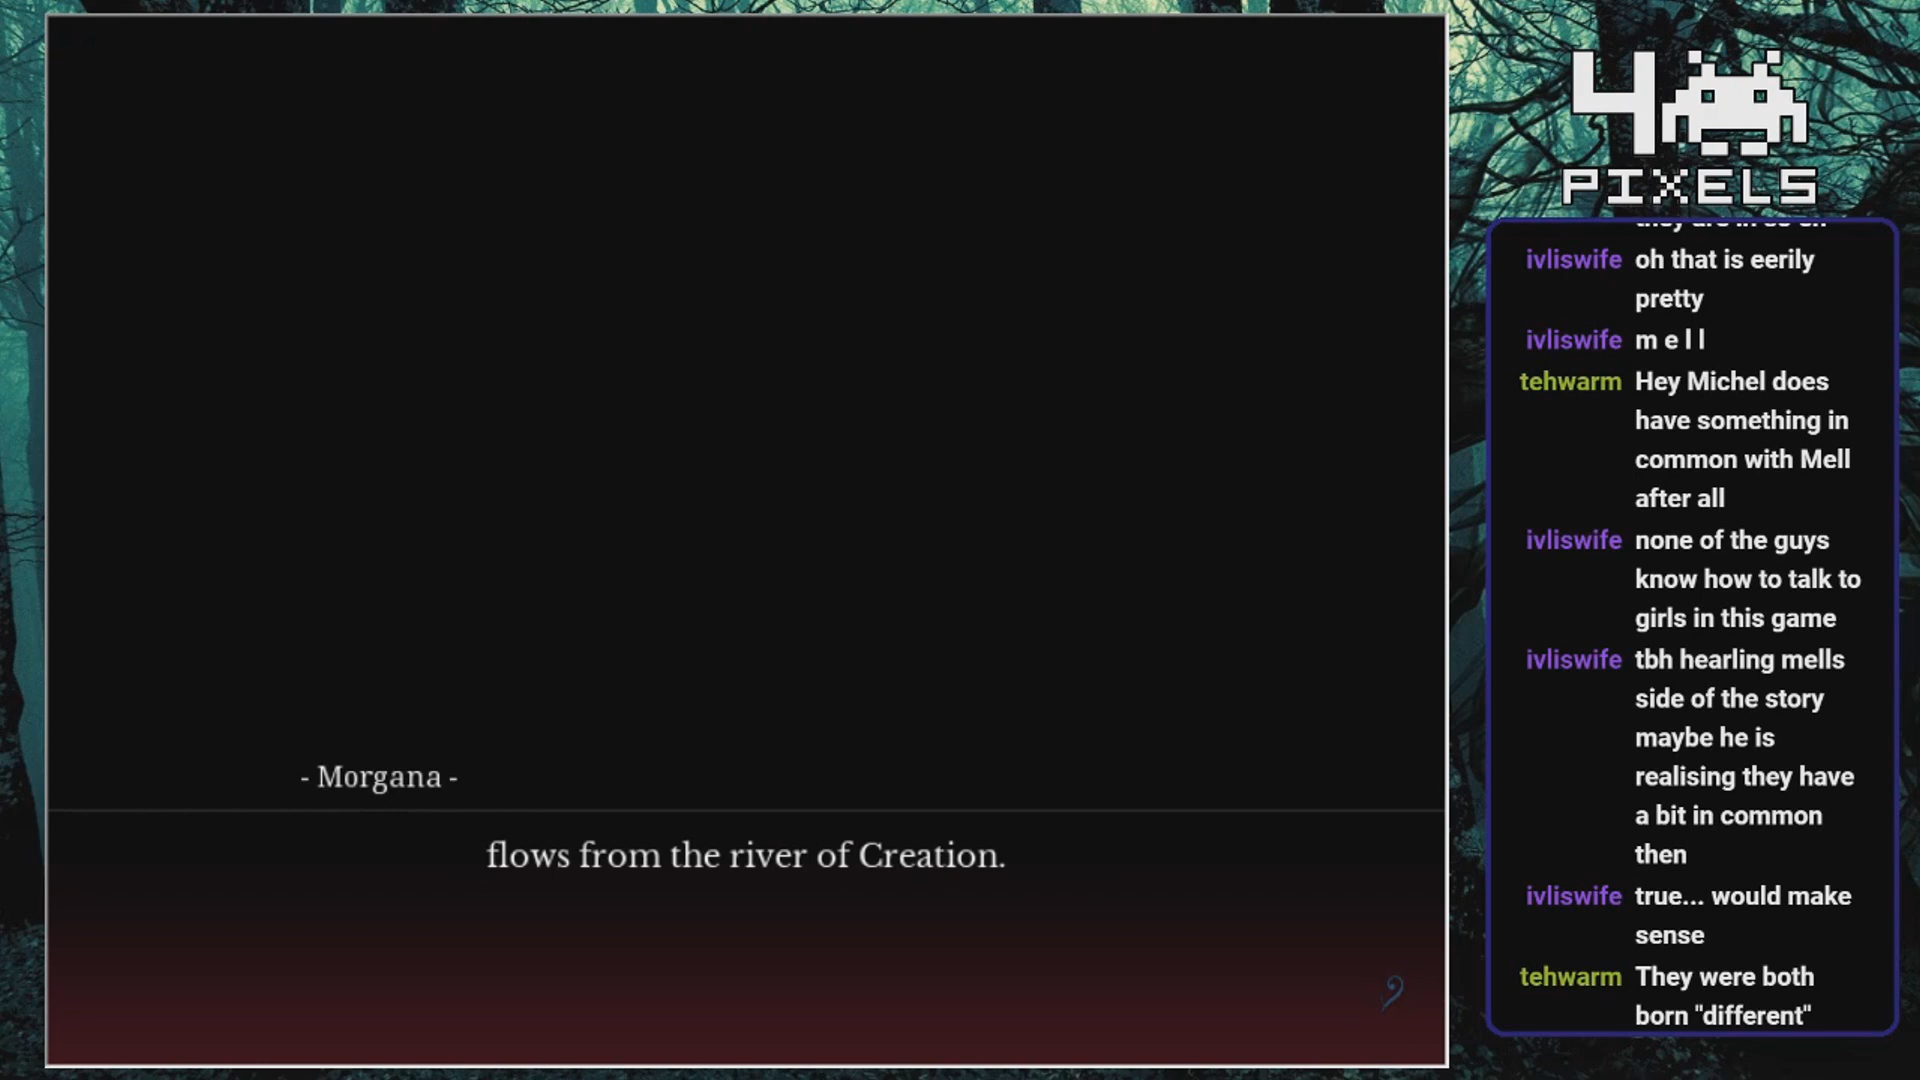 - Morgana -
flows from the river of Creation.
4
PIXELS
ivliswife oh that is eerily
pretty
ivliswife m e l l
tehwarm Hey Michel does
have something in
common with Mell
after all
ivliswife none of the guys
know how to talk to
girls in this game
ivliswife tbh hearling mells
side of the story
maybe he is
realising they have
a bit in common
then
ivliswife true... would make
sense
tehwarm They were both
born "different"